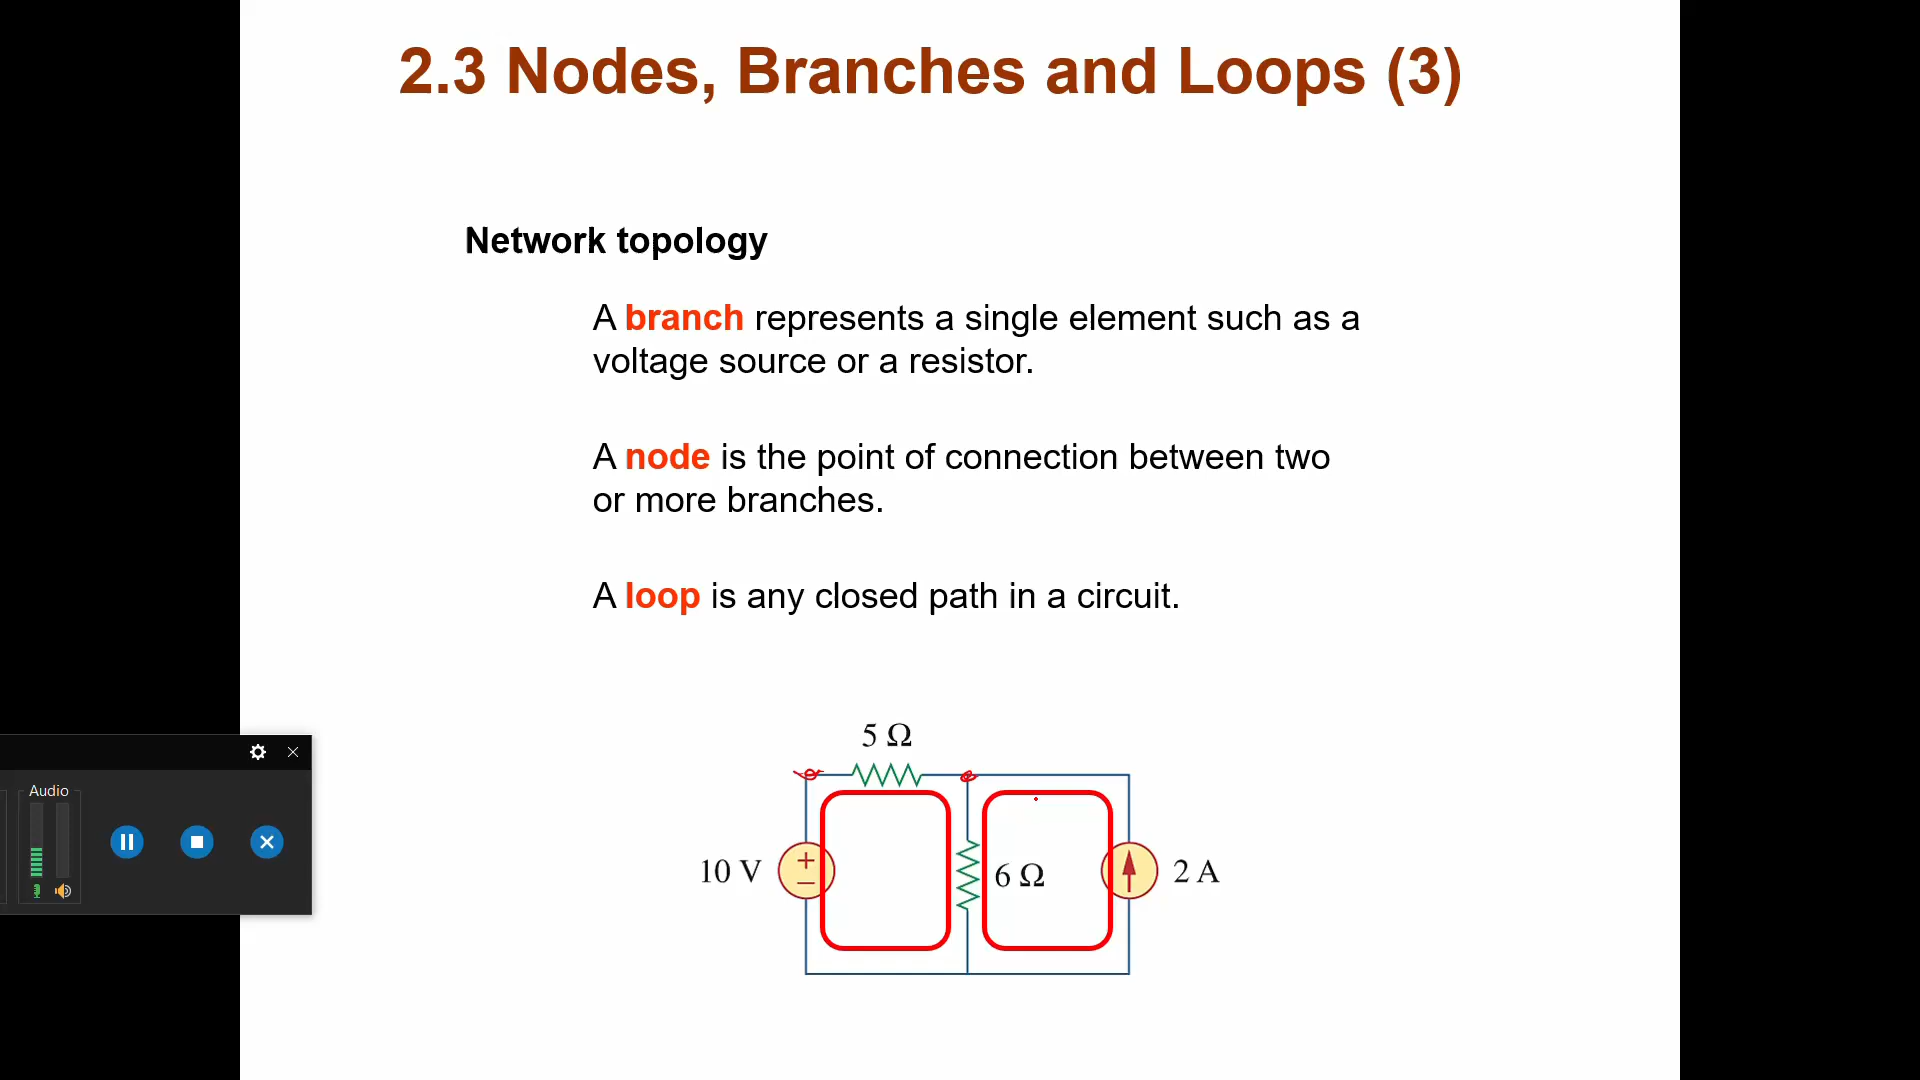 2.3 Nodes, Branches and Loops (3)
Network topology
A branch represents a single element such as a
voltage source or a resistor.
A node is the point of connection between two
or more branches.
A loop is any closed path in a circuit.
5 Ω
10 V
+
−
6 Ω
2 A
Audio